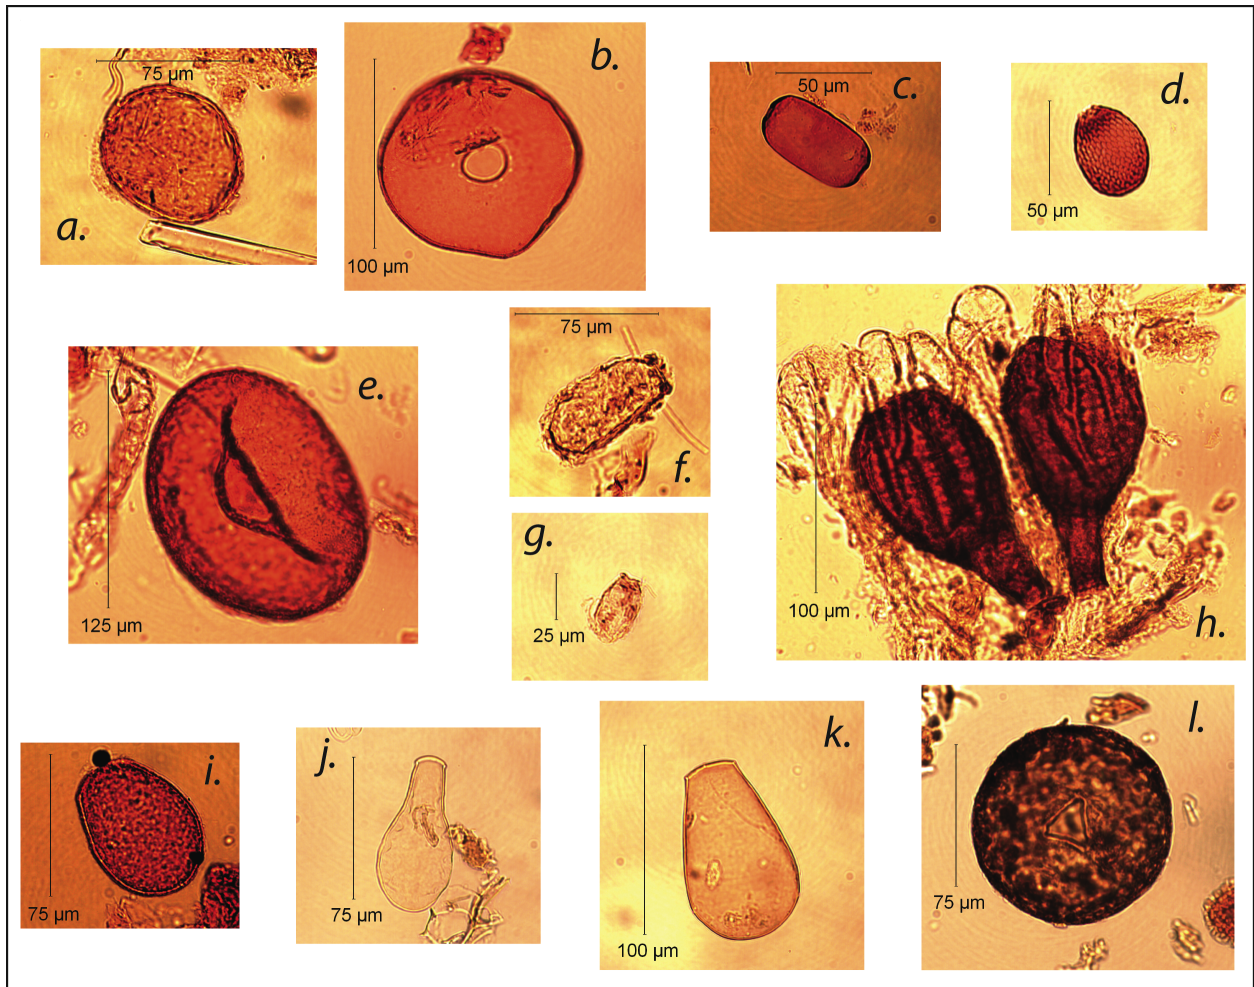 75 µm
a.
b.
100 µm
50 µm
c.
d.
50 µm
e.
125 µm
75 µm
f.
g.
25 µm
100 µm
h.
i.
75 µm
j.
75 µm
k.
100 µm
l.
75 µm